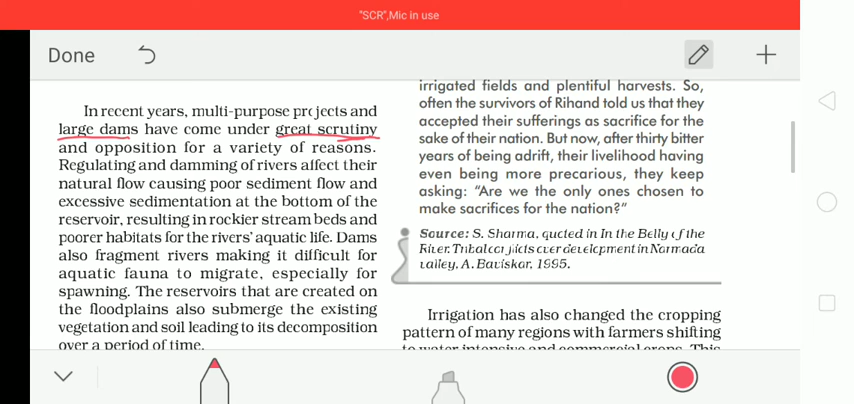 "SCR",Mic in use
Done
In recent years, multi-purpose projects and
large dams have come under great scrutiny
and opposition for a variety of reasons.
Regulating and damming of rivers affect their
natural flow causing poor sediment flow and
excessive sedimentation at the bottom of the
reservoir, resulting in rockier stream beds and
poorer habitats for the rivers' aquatic life. Dams
also fragment rivers making it difficult for
aquatic fauna to migrate, especially for
spawning. The reservoirs that are created on
the floodplains also submerge the existing
vegetation and soil leading to its decomposition
over a period of time.
irrigated fields and plentiful harvests. So,
often the survivors of Rihand told us that they
accepted their sufferings as sacrifice for the
sake of their nation. But now, after thirty bitter
years of being adrift, their livelihood having
even being more precarious, they keep
asking: "Are we the only ones chosen to
make sacrifices for the nation?"
Source: S. Sharma, quoted in In the Belly of the
River, Tribal conflicts over development in Narmada
valley, A. Baviskar, 1995.
Irrigation has also changed the cropping
pattern of many regions with farmers shifting
to water intensive and commercial crops. This